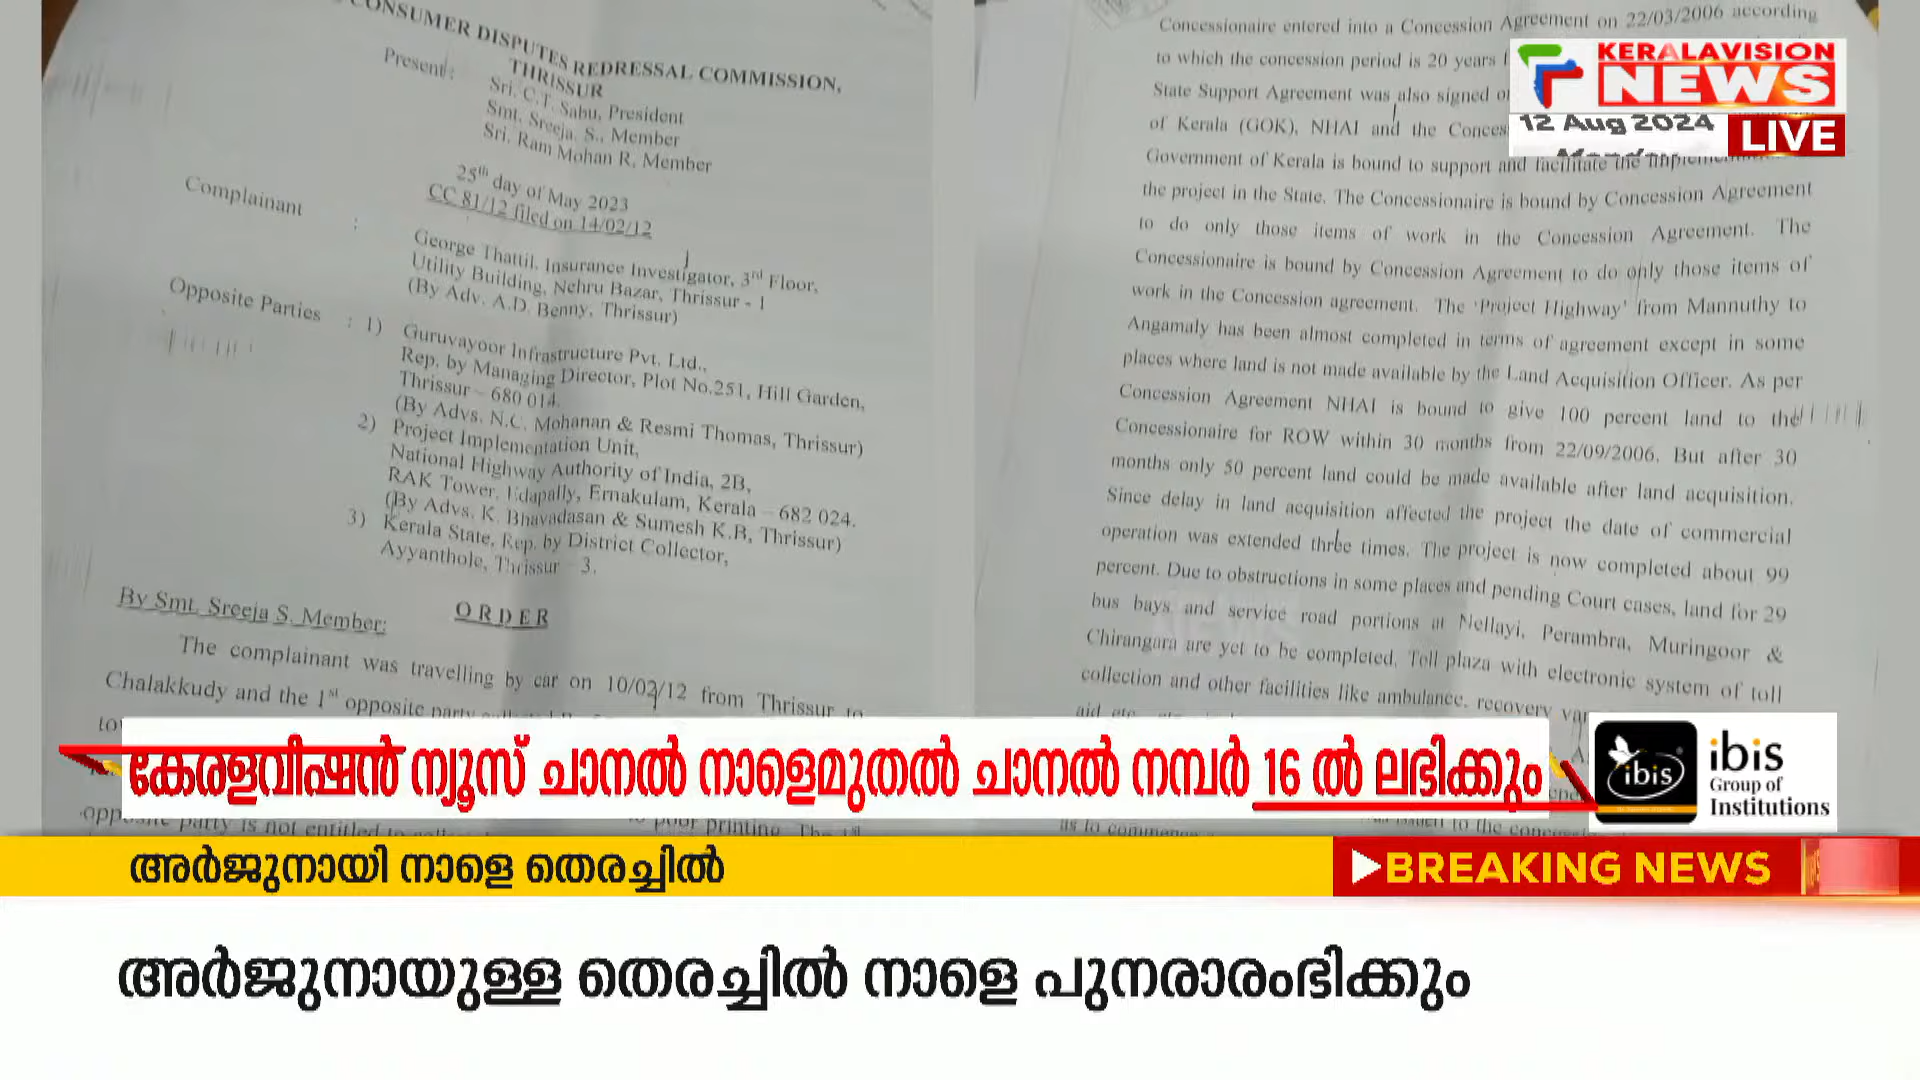 CONSUMER DISPUTES REDRESSAL COMMISSION,
THRISSUR
Present : Sri. C.T. Sabu, President
Smt. Sreeja. S., Member
Sri. Ram Mohan R, Member
25th day of May 2023
CC 81/12 filed on 14/02/12
Complainant : George Thattil, Insurance Investigator, 3rd Floor,
Utility Building, Nehru Bazar, Thrissur - 1
(By Adv. A.D. Benny, Thrissur)
Opposite Parties : 1) Guruvayoor Infrastructure Pvt. Ltd.,
Rep. by Managing Director, Plot No.251, Hill Garden,
Thrissur – 680 014.
(By Advs. N.C. Mohanan & Resmi Thomas, Thrissur)
2) Project Implementation Unit,
National Highway Authority of India, 2B,
RAK Tower, Edapally, Ernakulam, Kerala – 682 024.
(By Advs. K. Bhavadasan & Sumesh K.B, Thrissur)
3) Kerala State, Rep. by District Collector,
Ayyanthole, Thrissur – 3.
ORDER
By Smt. Sreeja S. Member:
The complainant was travelling by car on 10/02/12 from Thrissur to
Chalakkudy and the 1st opposite party
party is not entitled to
poor printing. The 1st
Concessionaire entered into a Concession Agreement on 22/03/2006 according
to which the concession period is 20 years
State Support Agreement was also signed
of Kerala (GOK), NHAI and the
Government of Kerala is bound to support and facilitate the
the project in the State. The Concessionaire is bound by Concession Agreement
to do only those items of work in the Concession Agreement. The
Concessionaire is bound by Concession Agreement to do only those items of
work in the Concession agreement. The 'Project Highway' from Mannuthy to
Angamaly has been almost completed in terms of agreement except in some
places where land is not made available by the Land Acquisition Officer. As per
Concession Agreement NHAI is bound to give 100 percent land to the
Concessionaire for ROW within 30 months from 22/09/2006. But after 30
months only 50 percent land could be made available after land acquisition.
Since delay in land acquisition affected the project the date of commercial
operation was extended three times. The project is now completed about 99
percent. Due to obstructions in some places and pending Court cases, land for 29
bus bays and service road portions at Nellayi, Perambra, Muringoor &
Chirangara are yet to be completed. Toll plaza with electronic system of toll
collection and other facilities like ambulance, recovery van
KERALAVISION
NEWS
12 Aug 2024
LIVE
കേരളവിഷൻ ന്യൂസ് ചാനൽ നാളെമുതൽ ചാനൽ നമ്പർ 16 ൽ ലഭിക്കും
ibis
ibis
Group of
Institutions
അർജുനായി നാളെ തെരച്ചിൽ
BREAKING NEWS
അർജുനായുള്ള തെരച്ചിൽ നാളെ പുനരാരംഭിക്കും